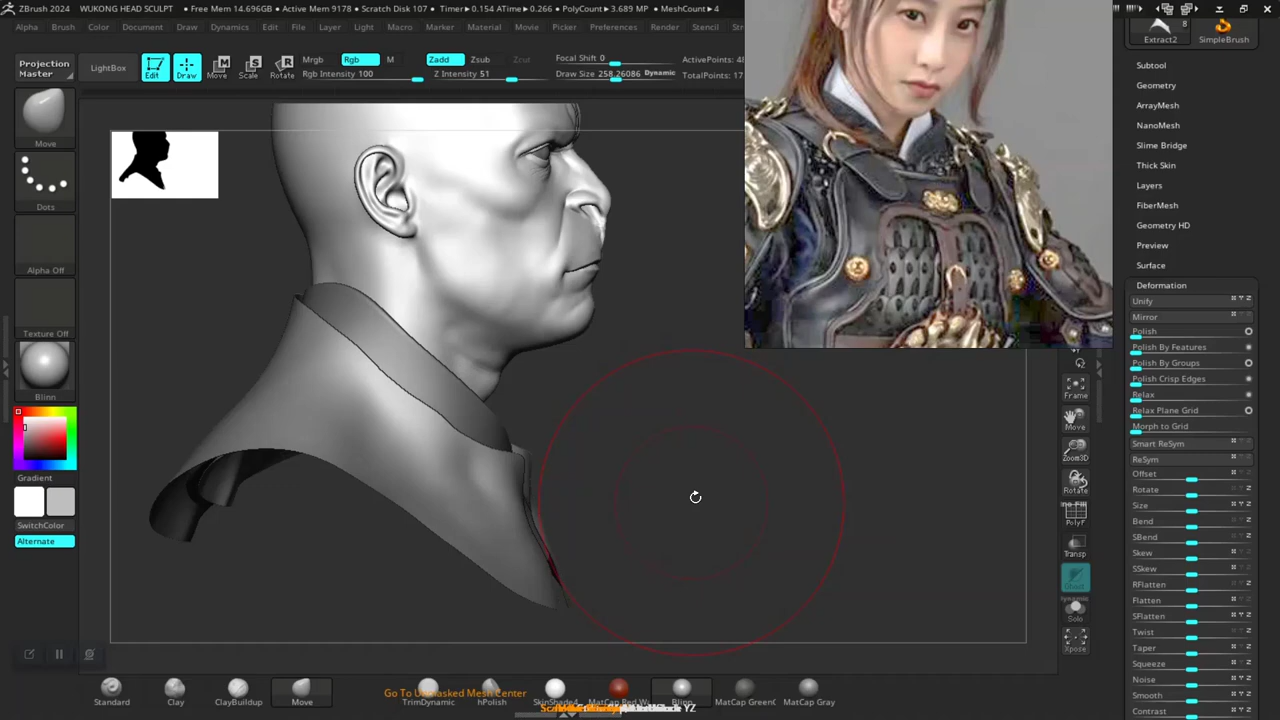 ZBrush 2024 WUKONG HEAD SCULPT • Free Mem 14.696GB • Active Mem 9178 • Scratch Disk 107 • Timer▸0.154 ATime▸0.266 • PolyCount▸3.689 MP • MeshCount▸4
Alpha Brush Color Document Draw Dynamics Edit File Layer Light Macro Marker Material Movie Picker Preferences Render Stencil
Projection Master
LightBox
Edit Draw Move Scale Rotate
Mrgb Rgb M
Rgb Intensity 100
Zadd Zsub Zcut
Z Intensity 51
Focal Shift 0
Draw Size 258.26086 Dynamic
Move
Dots
Alpha Off
Texture Off
Blinn
Gradient
SwitchColor
Alternate
Extract2
8
SimpleBrush
Subtool
Geometry
ArrayMesh
NanoMesh
Slime Bridge
Thick Skin
Layers
FiberMesh
Geometry HD
Preview
Surface
Deformation
Unify
Mirror
Polish
Polish By Features
Polish By Groups
Polish Crisp Edges
Relax
Relax Plane Grid
Morph to Grid
Smart ReSym
ReSym
Offset
Rotate
Size
Bend
SBend
Skew
SSkew
RFlatten
Flatten
SFlatten
Twist
Taper
Squeeze
Noise
Smooth
Contrast
Frame
Move
Zoom3D
Rotate
PolyF
Transp
Ghost
Dynamic
Solo
Xpose
Standard
Clay
ClayBuildup
Move
Go To Unmasked Mesh Center
TrimDynamic
hPolish
SkinShade4
MatCap Red W
Blinn
MatCap GreenC
MatCap Gray